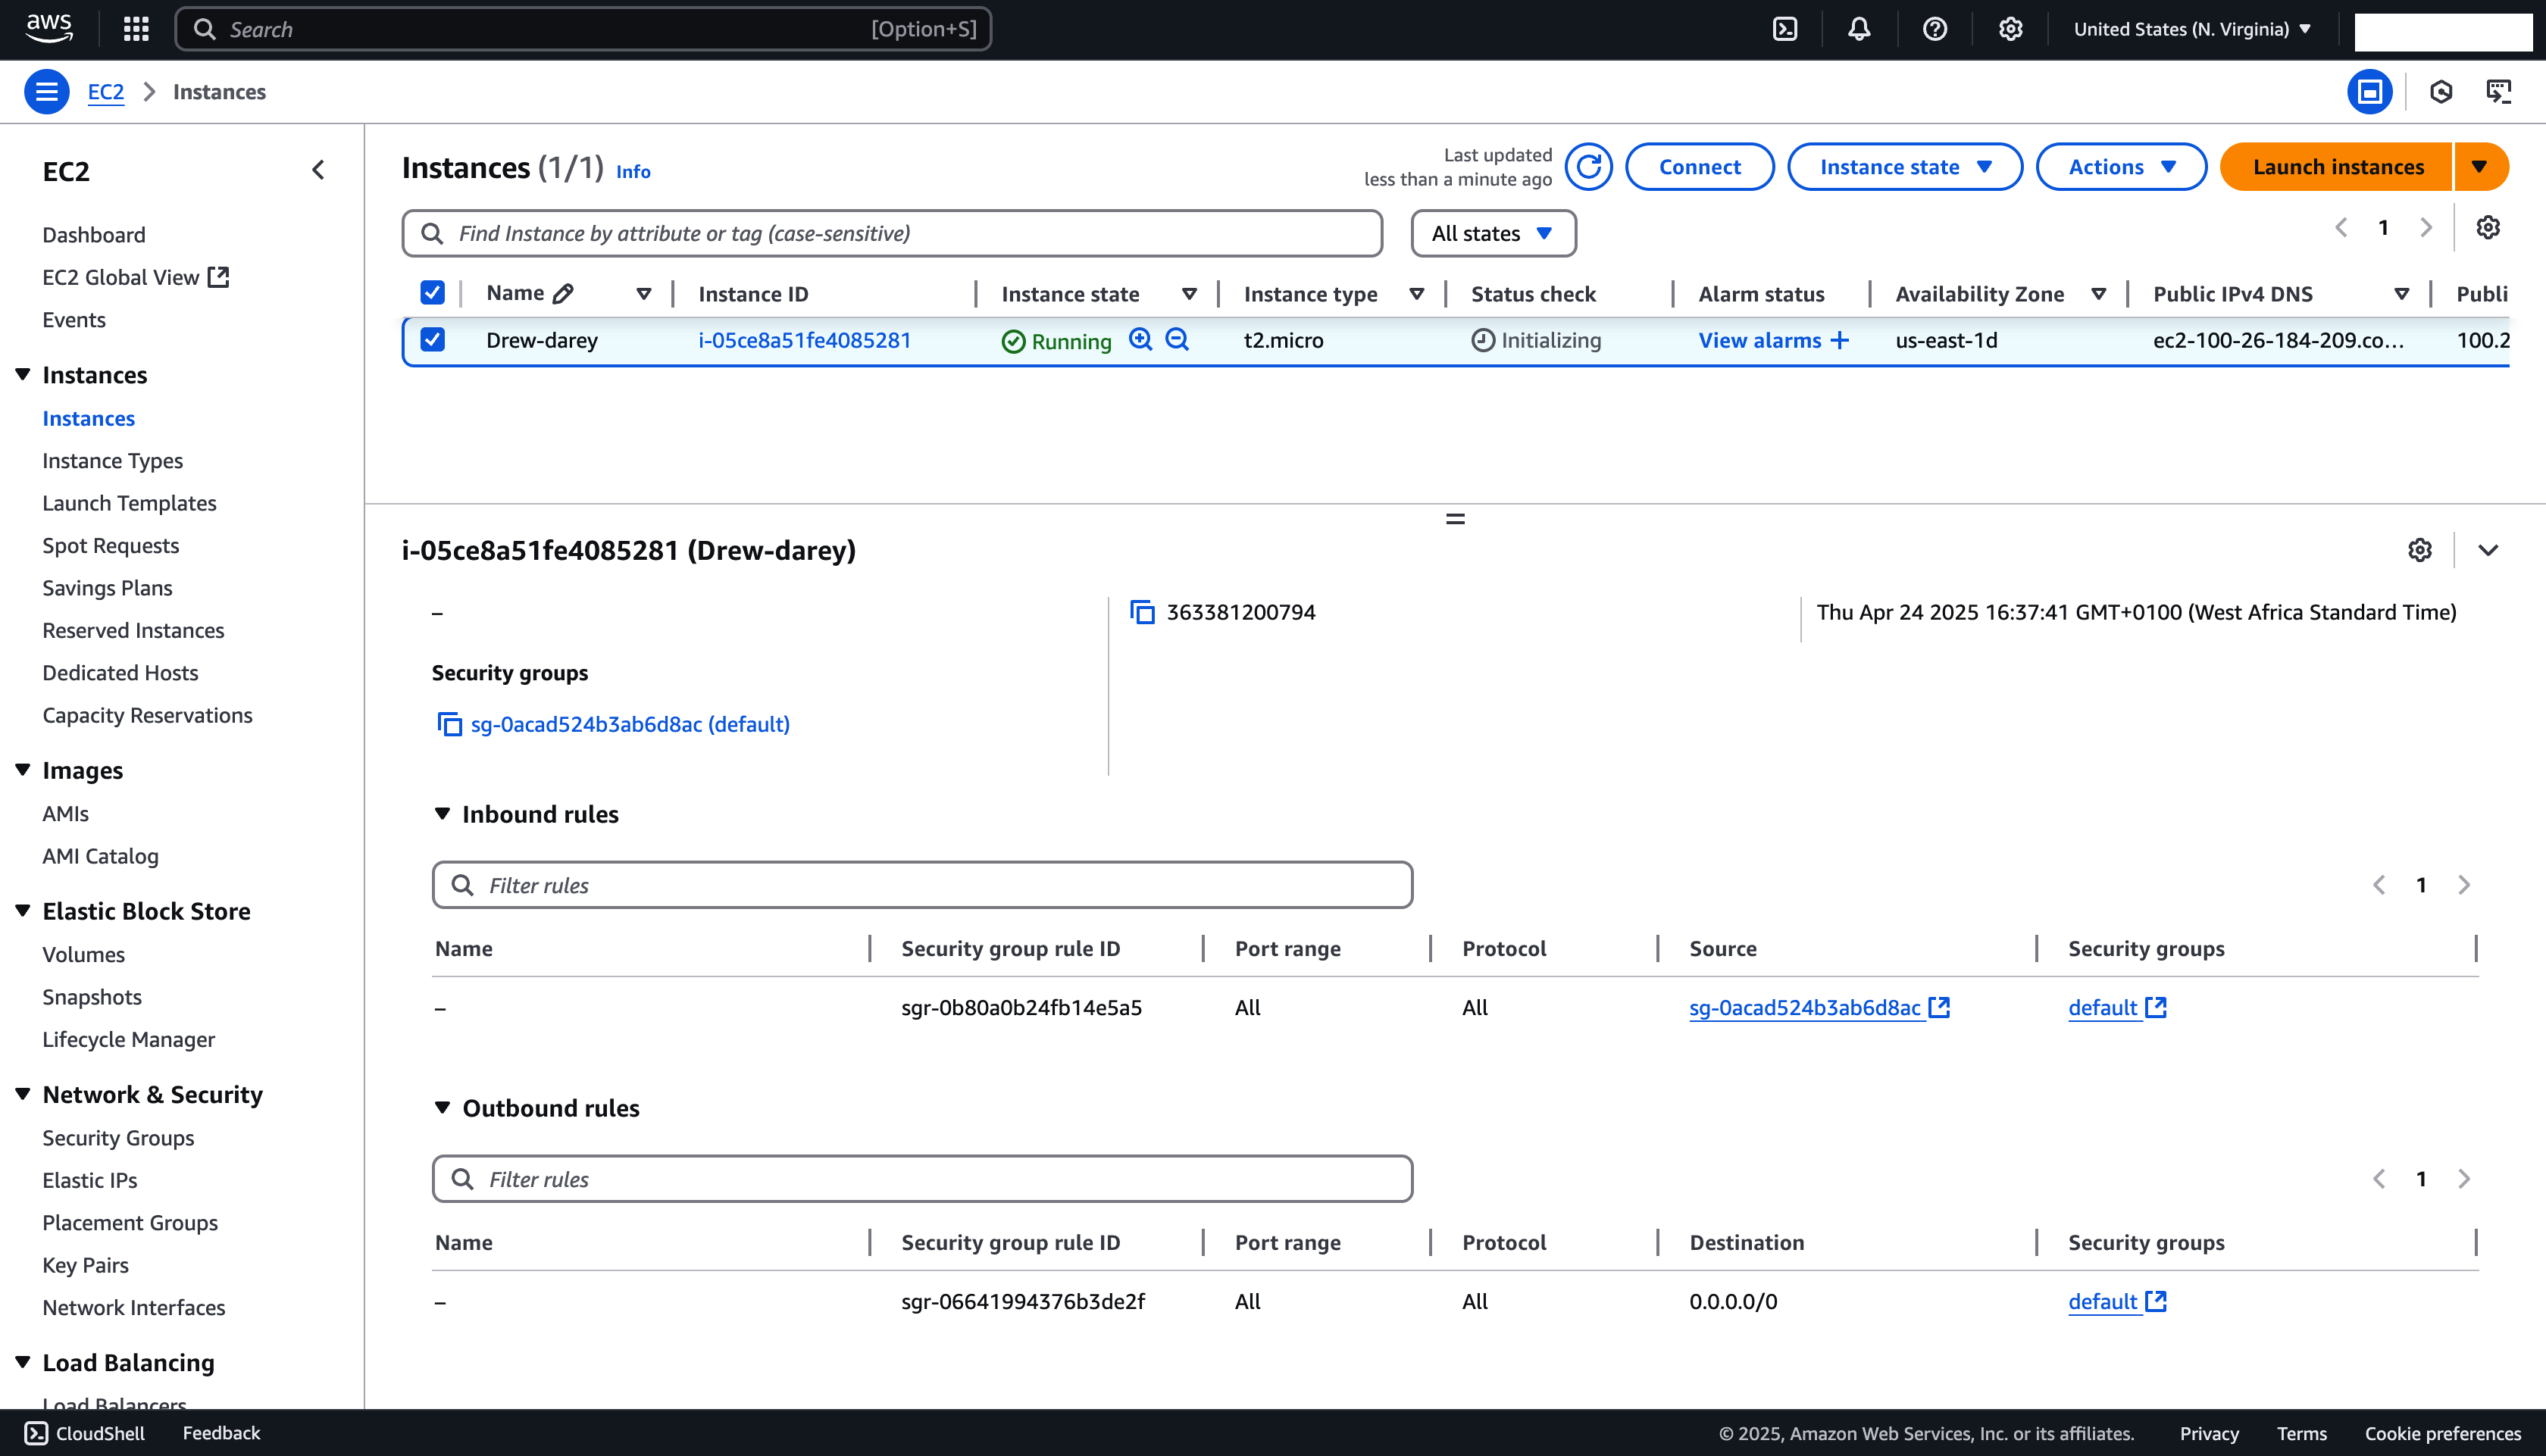 aws
Search [Option+S]
United States (N. Virginia)
EC2 Instances
EC2
Dashboard
EC2 Global View
Events
Instances
Instances
Instance Types
Launch Templates
Spot Requests
Savings Plans
Reserved Instances
Dedicated Hosts
Capacity Reservations
Images
AMIs
AMI Catalog
Elastic Block Store
Volumes
Snapshots
Lifecycle Manager
Network & Security
Security Groups
Elastic IPs
Placement Groups
Key Pairs
Network Interfaces
Load Balancing
Load Balancers
Instances (1/1) Info
Last updated
less than a minute ago
Connect Instance state Actions Launch instances
Find Instance by attribute or tag (case-sensitive) All states 1
Name Instance ID Instance state Instance type Status check Alarm status Availability Zone Public IPv4 DNS Publi
Drew-darey i-05ce8a51fe4085281 Running t2.micro Initializing View alarms + us-east-1d ec2-100-26-184-209.co… 100.2
i-05ce8a51fe4085281 (Drew-darey)
– 363381200794 Thu Apr 24 2025 16:37:41 GMT+0100 (West Africa Standard Time)
Security groups
sg-0acad524b3ab6d8ac (default)
Inbound rules
Filter rules 1
Name Security group rule ID Port range Protocol Source Security groups
– sgr-0b80a0b24fb14e5a5 All All sg-0acad524b3ab6d8ac default
Outbound rules
Filter rules 1
Name Security group rule ID Port range Protocol Destination Security groups
– sgr-06641994376b3de2f All All 0.0.0.0/0 default
CloudShell Feedback © 2025, Amazon Web Services, Inc. or its affiliates. Privacy Terms Cookie preferences